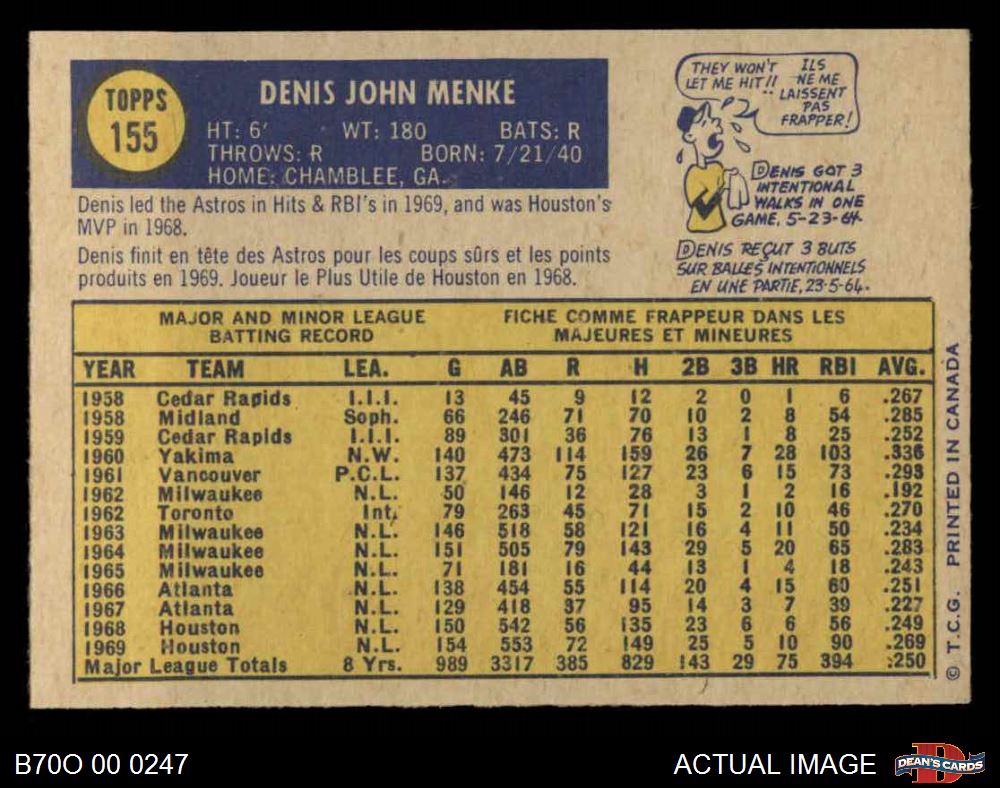 TOPPS
155
DENIS JOHN MENKE
HT: 6' WT: 180 BATS: R
THROWS: R BORN: 7/21/40
HOME: CHAMBLEE, GA.
Denis led the Astros in Hits & RBI's in 1969, and was Houston's
MVP in 1968.
Denis finit en tête des Astros pour les coups sûrs et les points
produits en 1969. Joueur le Plus Utile de Houston en 1968.
THEY WON'T
LET ME HIT!!
ILS
NE ME
LAISSENT
PAS
FRAPPER!
DENIS GOT 3
INTENTIONAL
WALKS IN ONE
GAME, 5-23-64.
DENIS REÇUT 3 BUTS
SUR BALLES INTENTIONNELS
EN UNE PARTIE, 23-5-64.
MAJOR AND MINOR LEAGUE
BATTING RECORD
FICHE COMME FRAPPEUR DANS LES
MAJEURES ET MINEURES
YEAR TEAM LEA. G AB R H 2B 3B HR RBI AVG.
1958 Cedar Rapids I.I.I. 13 45 9 12 2 0 1 6 .267
1958 Midland Soph. 66 246 71 70 10 2 8 54 .285
1959 Cedar Rapids I.I.I. 89 301 36 76 13 1 8 25 .252
1960 Yakima N.W. 140 473 114 159 26 7 28 103 .336
1961 Vancouver P.C.L. 137 434 75 127 23 6 15 73 .293
1962 Milwaukee N.L. 50 146 12 28 3 1 2 16 .192
1962 Toronto Int. 79 263 45 71 15 2 10 46 .270
1963 Milwaukee N.L. 146 518 58 121 16 4 11 50 .234
1964 Milwaukee N.L. 151 505 79 143 29 5 20 65 .283
1965 Milwaukee N.L. 71 181 16 44 13 1 4 18 .243
1966 Atlanta N.L. 138 454 55 114 20 4 15 60 .251
1967 Atlanta N.L. 129 418 37 95 14 3 7 39 .227
1968 Houston N.L. 150 542 56 135 23 6 6 56 .249
1969 Houston N.L. 154 553 72 149 25 5 10 90 .269
Major League Totals 8 Yrs. 989 3317 385 829 143 29 75 394 .250
© T.C.G. PRINTED IN CANADA
B70O 00 0247
ACTUAL IMAGE
D
DEAN'S CARDS